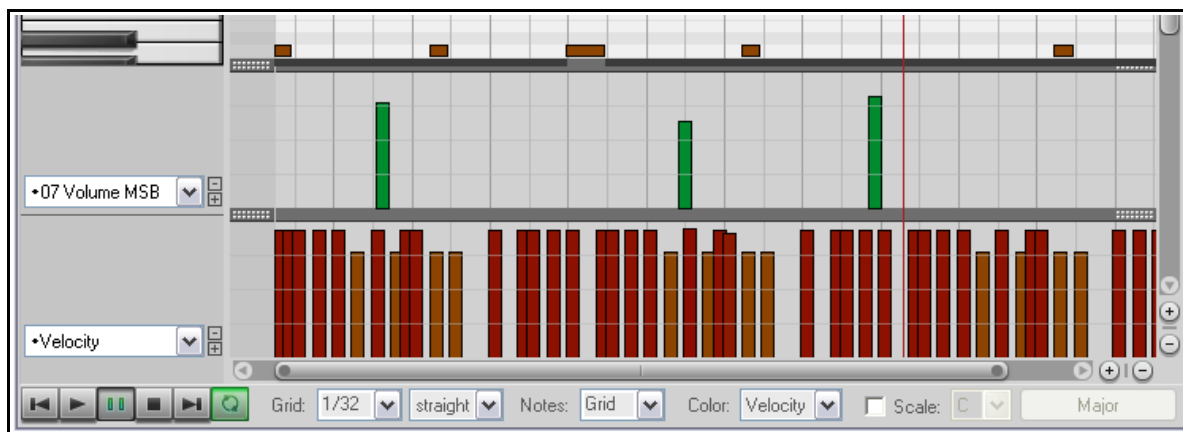 •07 Volume MSB
•Velocity
Grid: 1/32 straight Notes: Grid Color: Velocity Scale: C Major